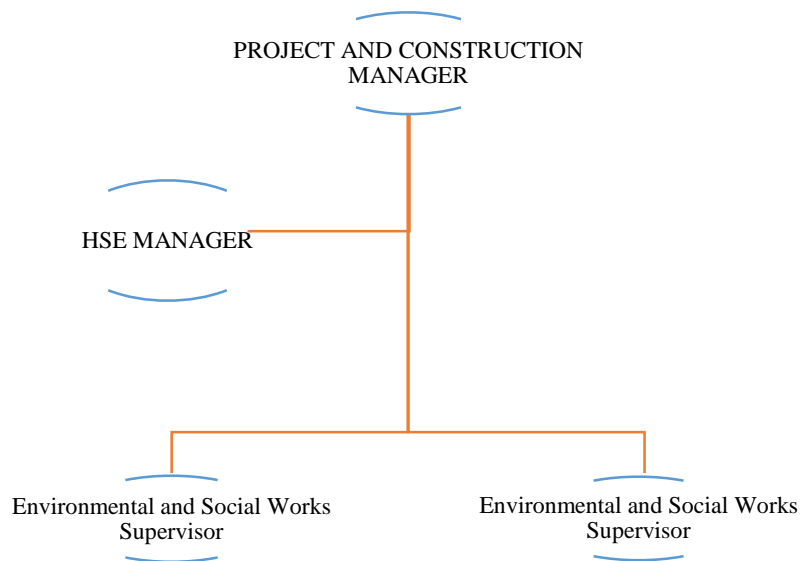 PROJECT AND CONSTRUCTION
MANAGER
HSE MANAGER
Environmental and Social Works
Supervisor
Environmental and Social Works
Supervisor